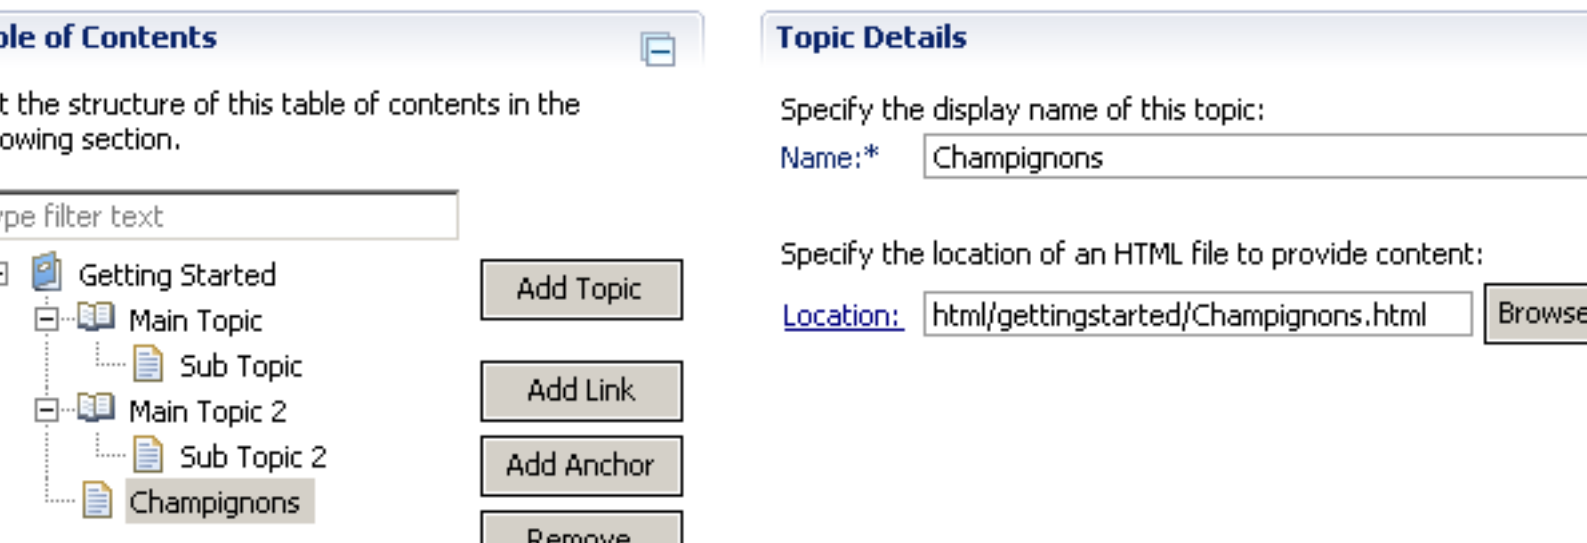 ble of Contents
t the structure of this table of contents in the
owing section.
ype filter text
Getting Started
Main Topic
Sub Topic
Main Topic 2
Sub Topic 2
Champignons
Add Topic
Add Link
Add Anchor
Remove
Topic Details
Specify the display name of this topic:
Name:* Champignons
Specify the location of an HTML file to provide content:
Location: html/gettingstarted/Champignons.html Browse